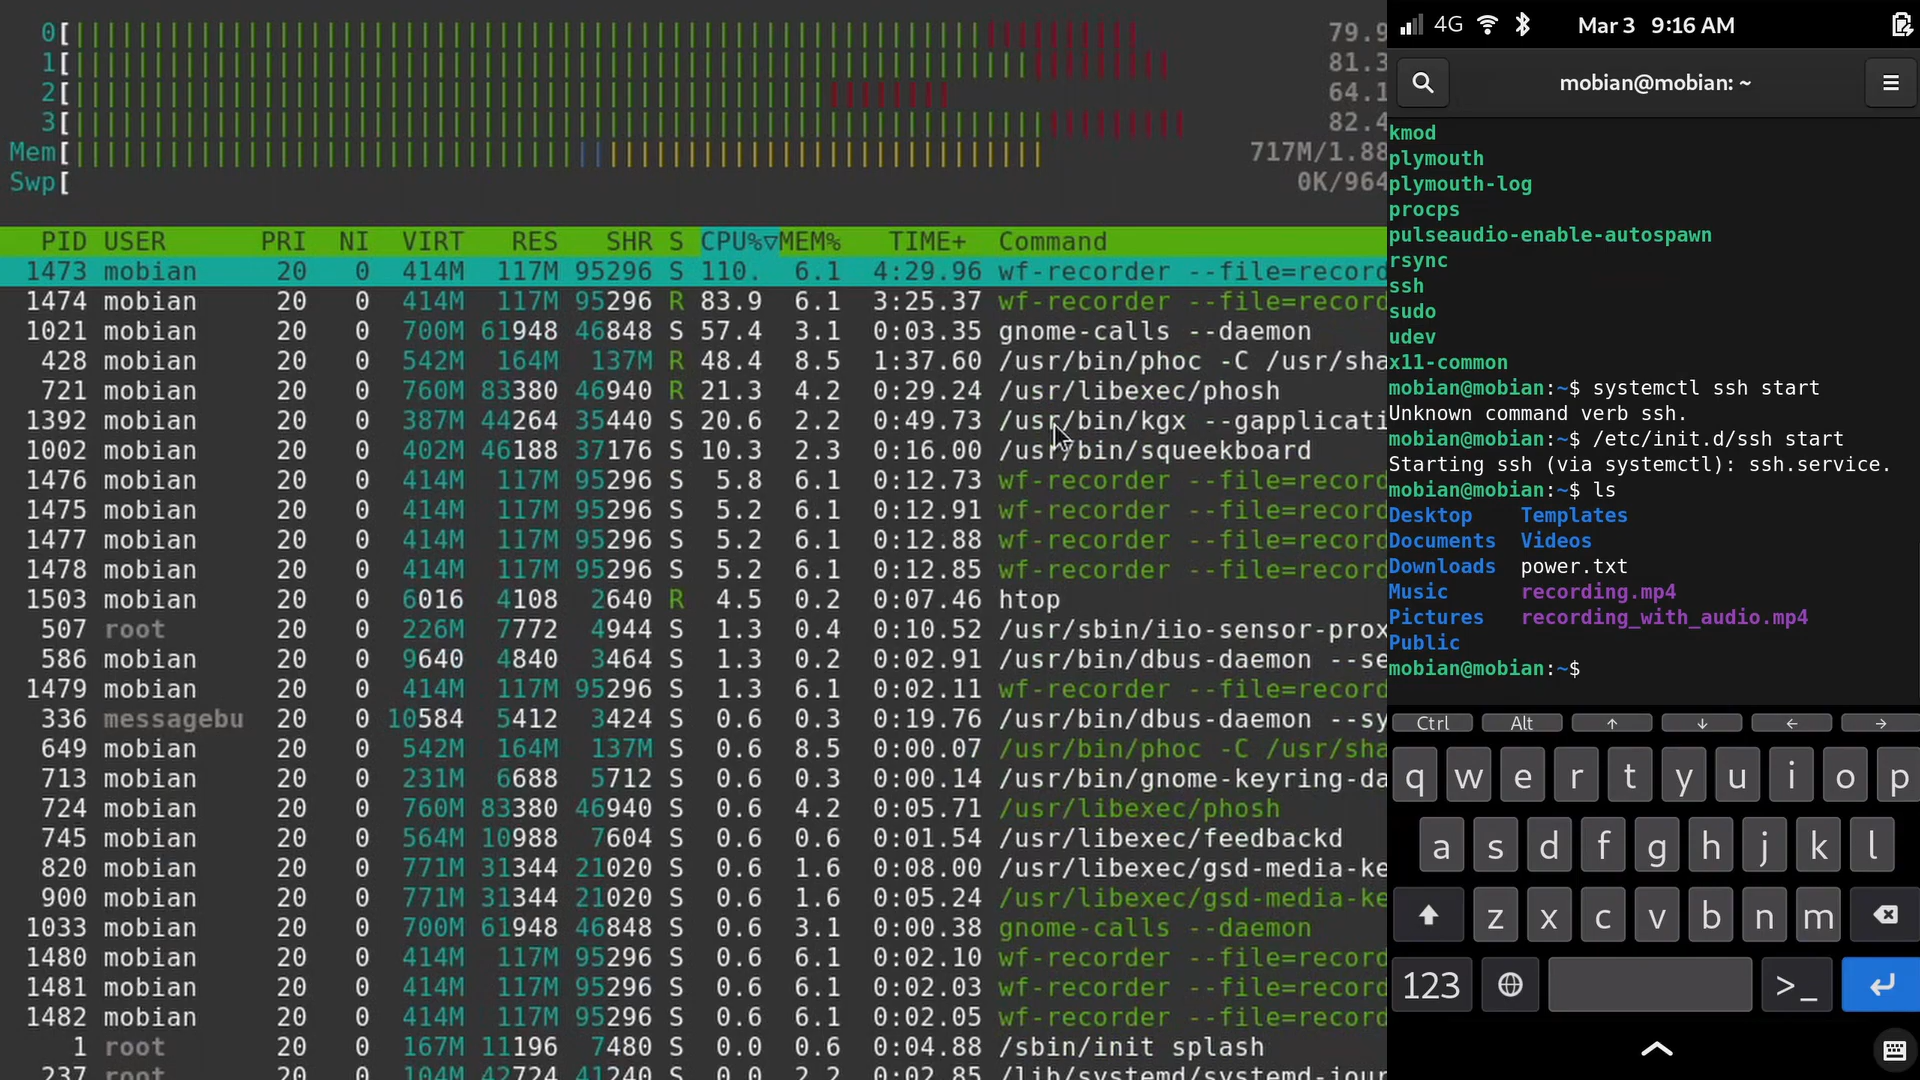 0[ 79.9
1[ 81.3
2[ 64.1
3[ 82.4
Mem[ 717M/1.88
Swp[ 0K/964
PID USER PRI NI VIRT RES SHR S CPU%▽MEM% TIME+ Command
1473 mobian 20 0 414M 117M 95296 S 110. 6.1 4:29.96 wf-recorder --file=record
1474 mobian 20 0 414M 117M 95296 R 83.9 6.1 3:25.37 wf-recorder --file=record
1021 mobian 20 0 700M 61948 46848 S 57.4 3.1 0:03.35 gnome-calls --daemon
428 mobian 20 0 542M 164M 137M R 48.4 8.5 1:37.60 /usr/bin/phoc -C /usr/sha
721 mobian 20 0 760M 83380 46940 R 21.3 4.2 0:29.24 /usr/libexec/phosh
1392 mobian 20 0 387M 44264 35440 S 20.6 2.2 0:49.73 /usr/bin/kgx --gapplicati
1002 mobian 20 0 402M 46188 37176 S 10.3 2.3 0:16.00 /usr/bin/squeekboard
1476 mobian 20 0 414M 117M 95296 S 5.8 6.1 0:12.73 wf-recorder --file=record
1475 mobian 20 0 414M 117M 95296 S 5.2 6.1 0:12.91 wf-recorder --file=record
1477 mobian 20 0 414M 117M 95296 S 5.2 6.1 0:12.88 wf-recorder --file=record
1478 mobian 20 0 414M 117M 95296 S 5.2 6.1 0:12.85 wf-recorder --file=record
1503 mobian 20 0 6016 4108 2640 R 4.5 0.2 0:07.46 htop
507 root 20 0 226M 7772 4944 S 1.3 0.4 0:10.52 /usr/sbin/iio-sensor-prox
586 mobian 20 0 9640 4840 3464 S 1.3 0.2 0:02.91 /usr/bin/dbus-daemon --se
1479 mobian 20 0 414M 117M 95296 S 1.3 6.1 0:02.11 wf-recorder --file=record
336 messagebu 20 0 10584 5412 3424 S 0.6 0.3 0:19.76 /usr/bin/dbus-daemon --sy
649 mobian 20 0 542M 164M 137M S 0.6 8.5 0:00.07 /usr/bin/phoc -C /usr/sha
713 mobian 20 0 231M 6688 5712 S 0.6 0.3 0:00.14 /usr/bin/gnome-keyring-da
724 mobian 20 0 760M 83380 46940 S 0.6 4.2 0:05.71 /usr/libexec/phosh
745 mobian 20 0 564M 10988 7604 S 0.6 0.6 0:01.54 /usr/libexec/feedbackd
820 mobian 20 0 771M 31344 21020 S 0.6 1.6 0:08.00 /usr/libexec/gsd-media-ke
900 mobian 20 0 771M 31344 21020 S 0.6 1.6 0:05.24 /usr/libexec/gsd-media-ke
1033 mobian 20 0 700M 61948 46848 S 0.6 3.1 0:00.38 gnome-calls --daemon
1480 mobian 20 0 414M 117M 95296 S 0.6 6.1 0:02.10 wf-recorder --file=record
1481 mobian 20 0 414M 117M 95296 S 0.6 6.1 0:02.03 wf-recorder --file=record
1482 mobian 20 0 414M 117M 95296 S 0.6 6.1 0:02.05 wf-recorder --file=record
1 root 20 0 167M 11196 7480 S 0.0 0.6 0:04.88 /sbin/init splash
237 root 20 0 104M 42724 41240 S 0.0 2.2 0:02.85 /lib/systemd/systemd-jour
4G Mar 3 9:16 AM
mobian@mobian: ~
kmod
plymouth
plymouth-log
procps
pulseaudio-enable-autospawn
rsync
ssh
sudo
udev
x11-common
mobian@mobian:~$ systemctl ssh start
Unknown command verb ssh.
mobian@mobian:~$ /etc/init.d/ssh start
Starting ssh (via systemctl): ssh.service.
mobian@mobian:~$ ls
Desktop Templates
Documents Videos
Downloads power.txt
Music recording.mp4
Pictures recording_with_audio.mp4
Public
mobian@mobian:~$
Ctrl Alt ↑ ↓ ← →
q w e r t y u i o p
a s d f g h j k l
z x c v b n m
123 >_